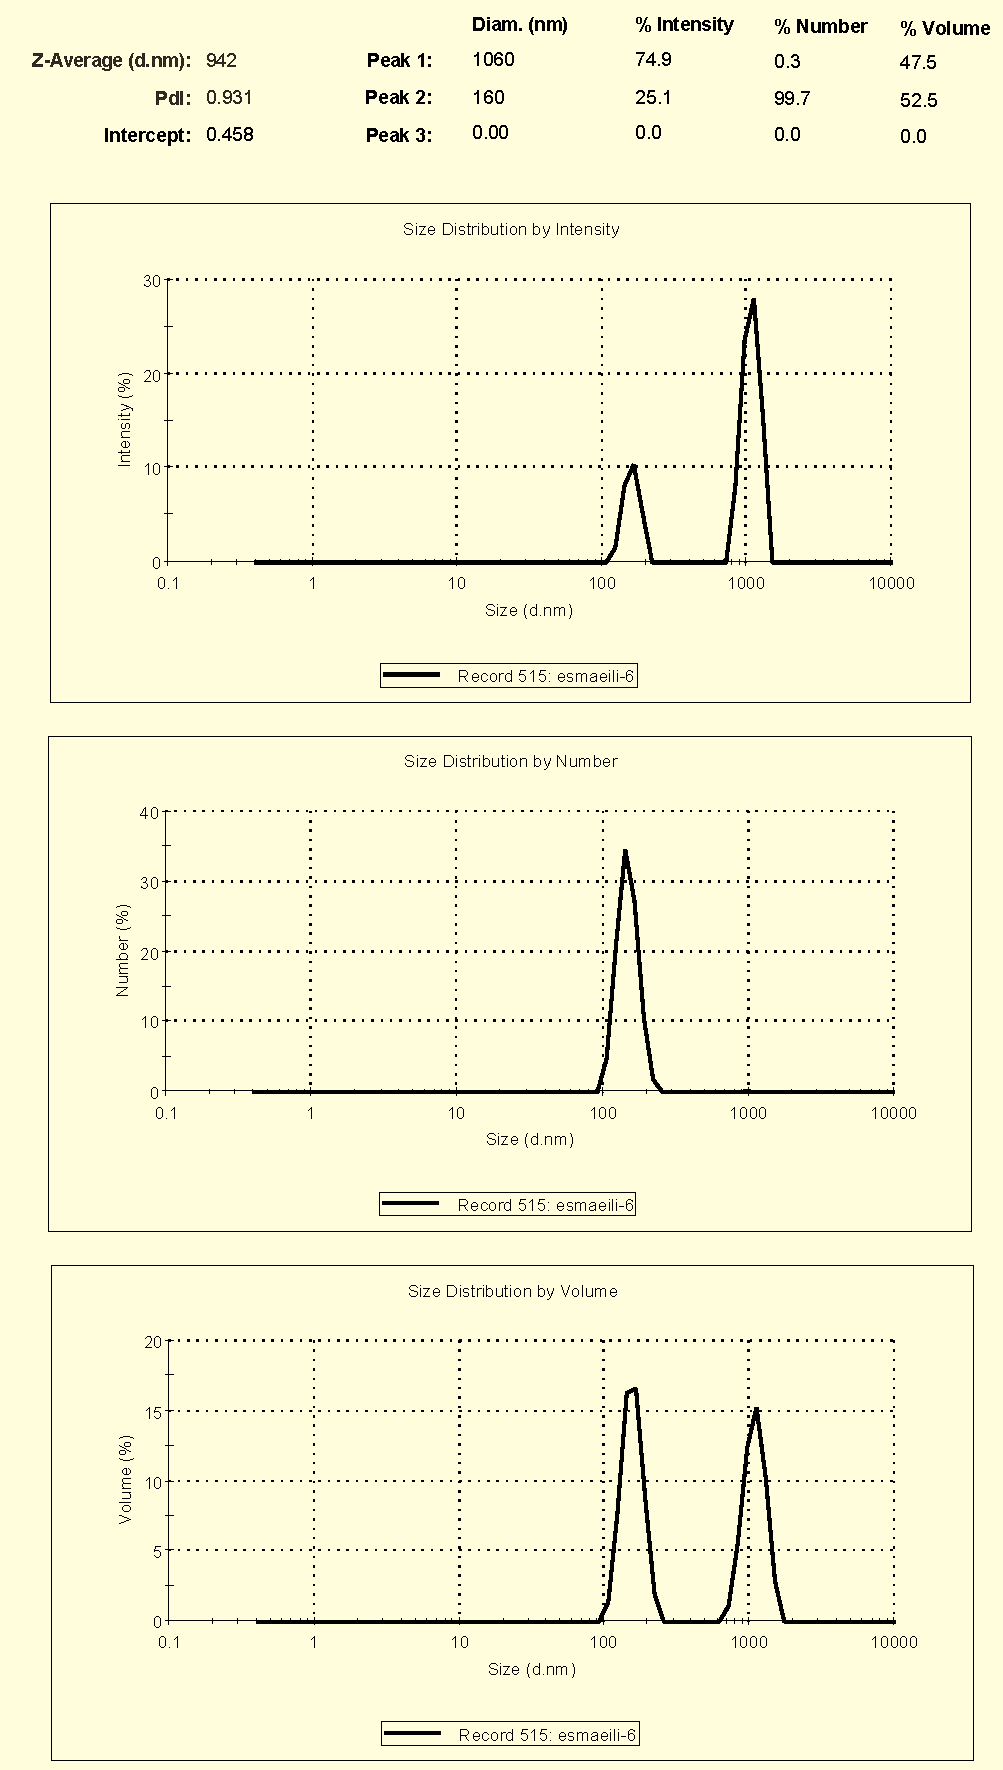 Diam. (nm) % Intensity % Number % Volume
Z-Average (d.nm): 942 Peak 1: 1060 74.9 0.3 47.5
PdI: 0.931 Peak 2: 160 25.1 99.7 52.5
Intercept: 0.458 Peak 3: 0.00 0.0 0.0 0.0
Size Distribution by Intensity
30
20
10
0
Intensity (%)
0.1 1 10 100 1000 10000
Size (d.nm)
Record 515: esmaeili-6
Size Distribution by Number
40
30
20
10
0
Number (%)
0.1 1 10 100 1000 10000
Size (d.nm)
Record 515: esmaeili-6
Size Distribution by Volume
20
15
10
5
0
Volume (%)
0.1 1 10 100 1000 10000
Size (d.nm)
Record 515: esmaeili-6